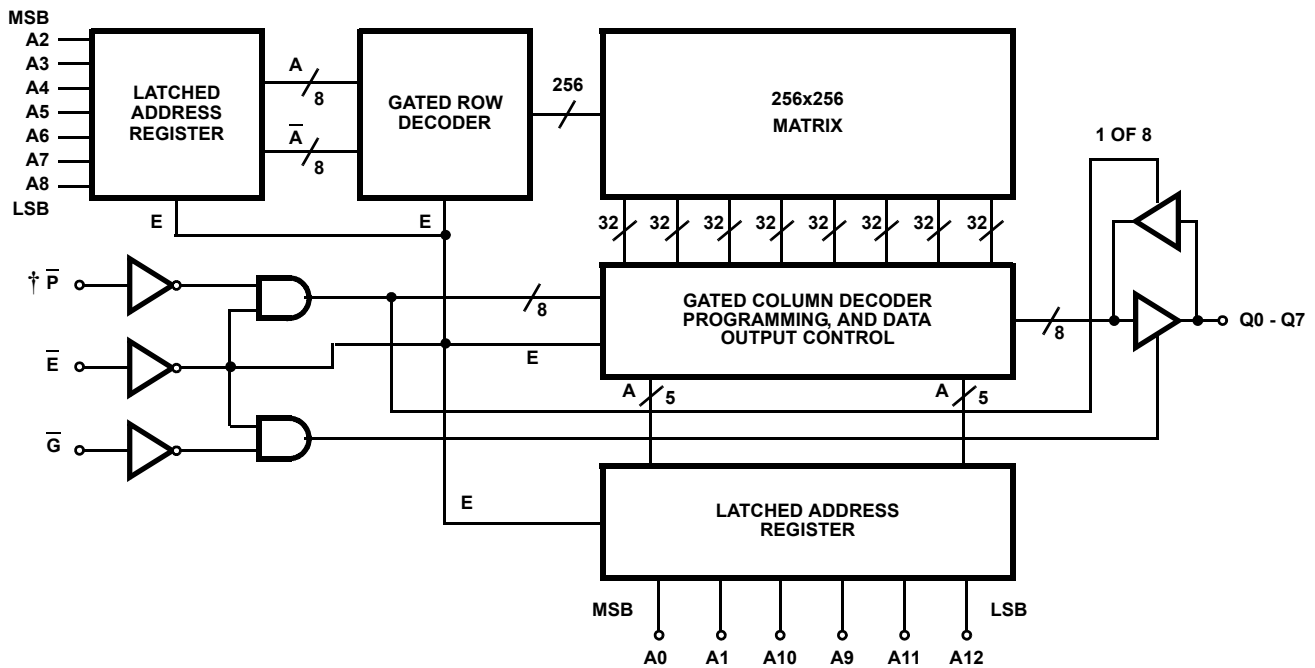 MSB
A2
A3
A4
A5
A6
A7
A8
LSB
LATCHED
ADDRESS
REGISTER
A
8
A̅
8
GATED ROW
DECODER
256
256x256
MATRIX
1 OF 8
E
E
32
32
32
32
32
32
32
32
† P̅
8
GATED COLUMN DECODER
PROGRAMMING, AND DATA
OUTPUT CONTROL
8
Q0 - Q7
E̅
E
A
5
A
5
G̅
E
LATCHED ADDRESS
REGISTER
MSB
LSB
A0
A1
A10
A9
A11
A12